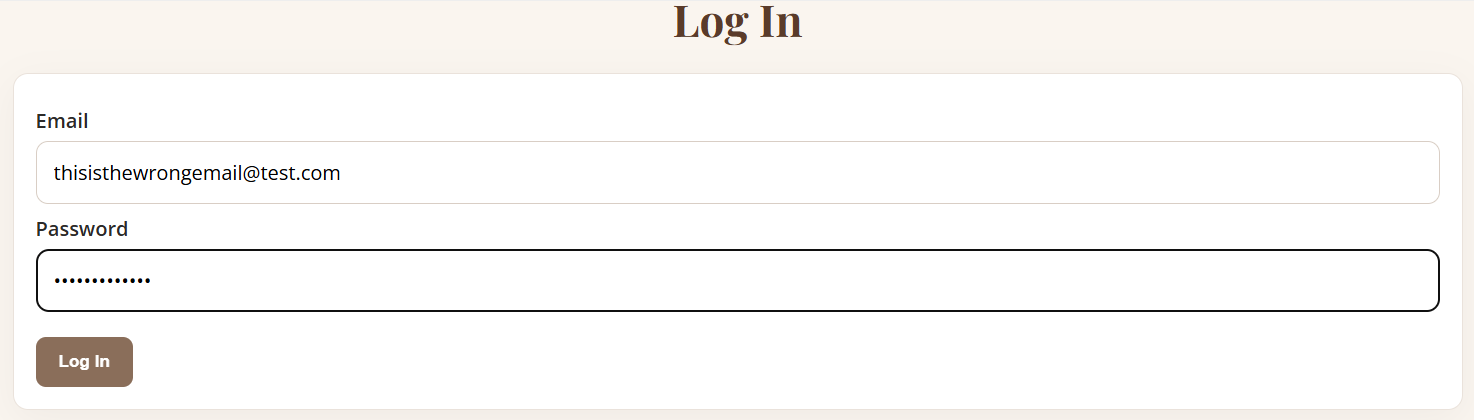 Log In
Email
thisisthewrongemail@test.com
Password
•••••••••••••
Log In